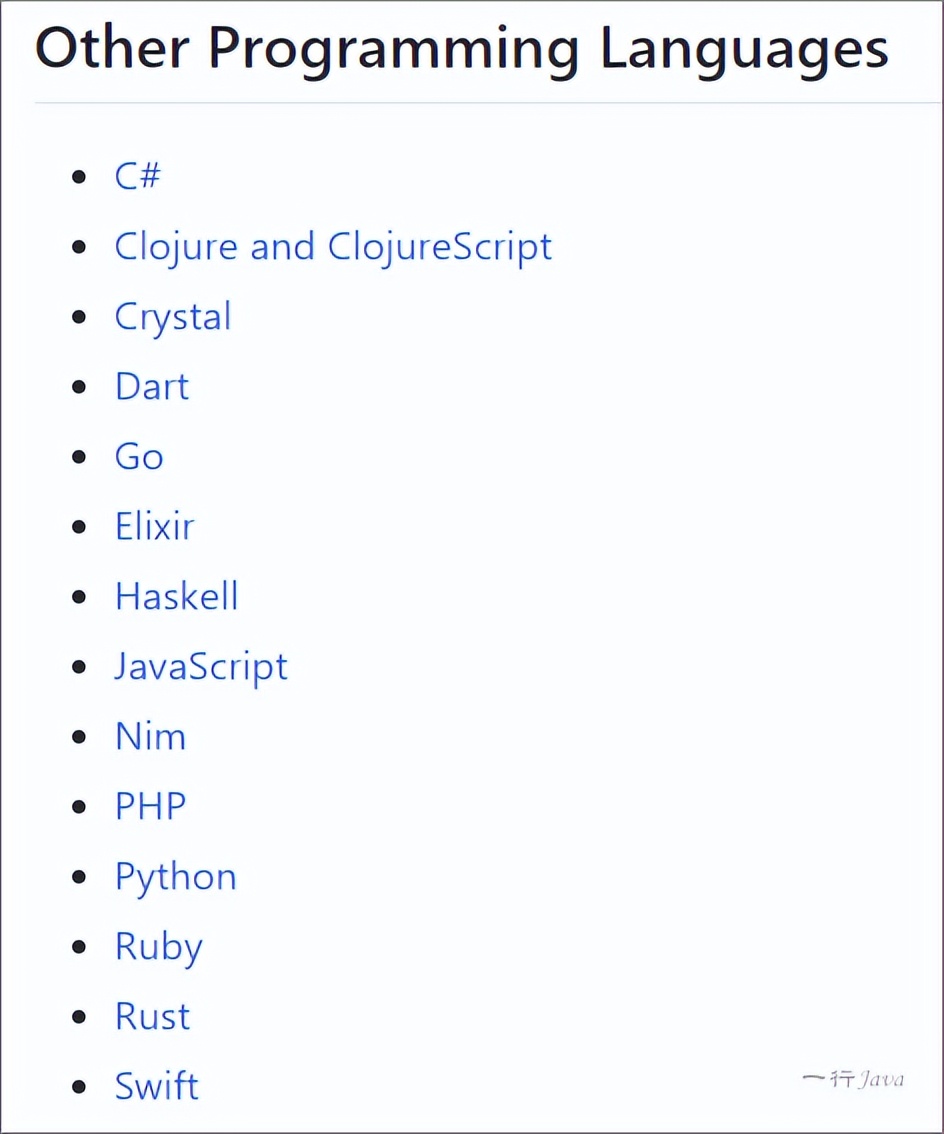 Other Programming Languages
C#
Clojure and ClojureScript
Crystal
Dart
Go
Elixir
Haskell
JavaScript
Nim
PHP
Python
Ruby
Rust
Swift
一行Java